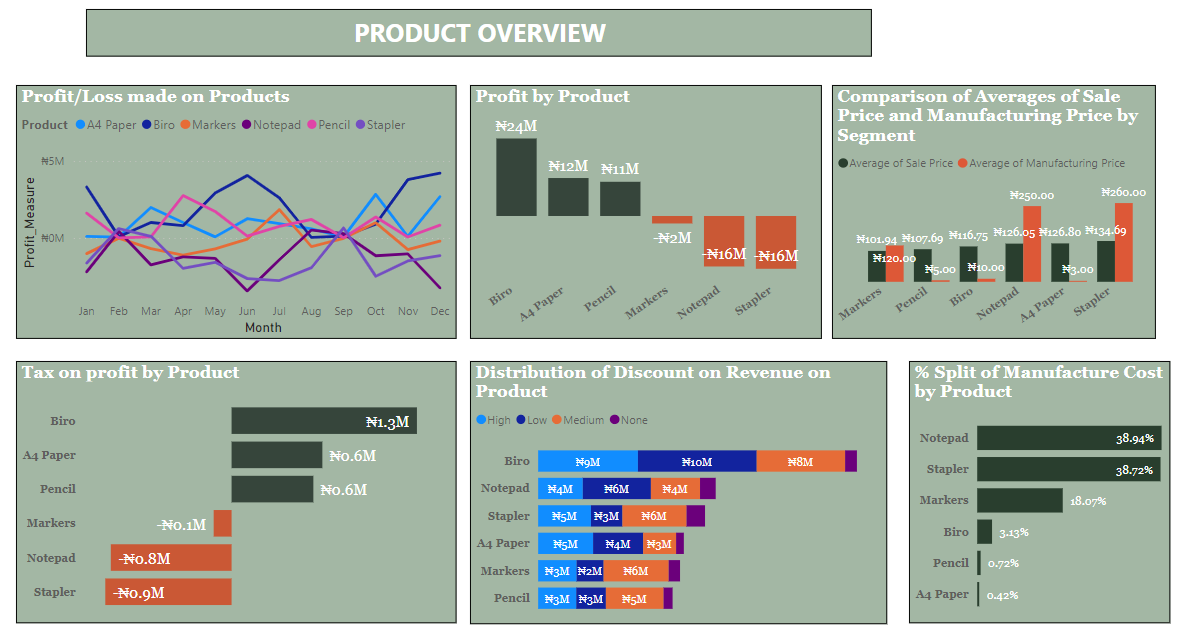 PRODUCT OVERVIEW
Profit/Loss made on Products
Product A4 Paper Biro Markers Notepad Pencil Stapler
₦5M
₦0M
Profit_Measure
Jan Feb Mar Apr May Jun Jul Aug Sep Oct Nov Dec
Month
Profit by Product
₦24M
₦12M
₦11M
-₦2M
-₦16M
-₦16M
Biro
A4 Paper
Pencil
Markers
Notepad
Stapler
Comparison of Averages of Sale
Price and Manufacturing Price by
Segment
Average of Sale Price Average of Manufacturing Price
₦101.94
₦120.00
₦107.69
₦5.00
₦116.75
₦10.00
₦126.05
₦250.00
₦126.80
₦3.00
₦134.69
₦260.00
Markers
Pencil
Biro
Notepad
A4 Paper
Stapler
Tax on profit by Product
Biro ₦1.3M
A4 Paper ₦0.6M
Pencil ₦0.6M
Markers -₦0.1M
Notepad -₦0.8M
Stapler -₦0.9M
Distribution of Discount on Revenue on
Product
High Low Medium None
Biro ₦9M ₦10M ₦8M
Notepad ₦4M ₦6M ₦4M
Stapler ₦5M ₦3M ₦6M
A4 Paper ₦5M ₦4M ₦3M
Markers ₦3M ₦2M ₦6M
Pencil ₦3M ₦3M ₦5M
% Split of Manufacture Cost
by Product
Notepad 38.94%
Stapler 38.72%
Markers 18.07%
Biro 3.13%
Pencil 0.72%
A4 Paper 0.42%